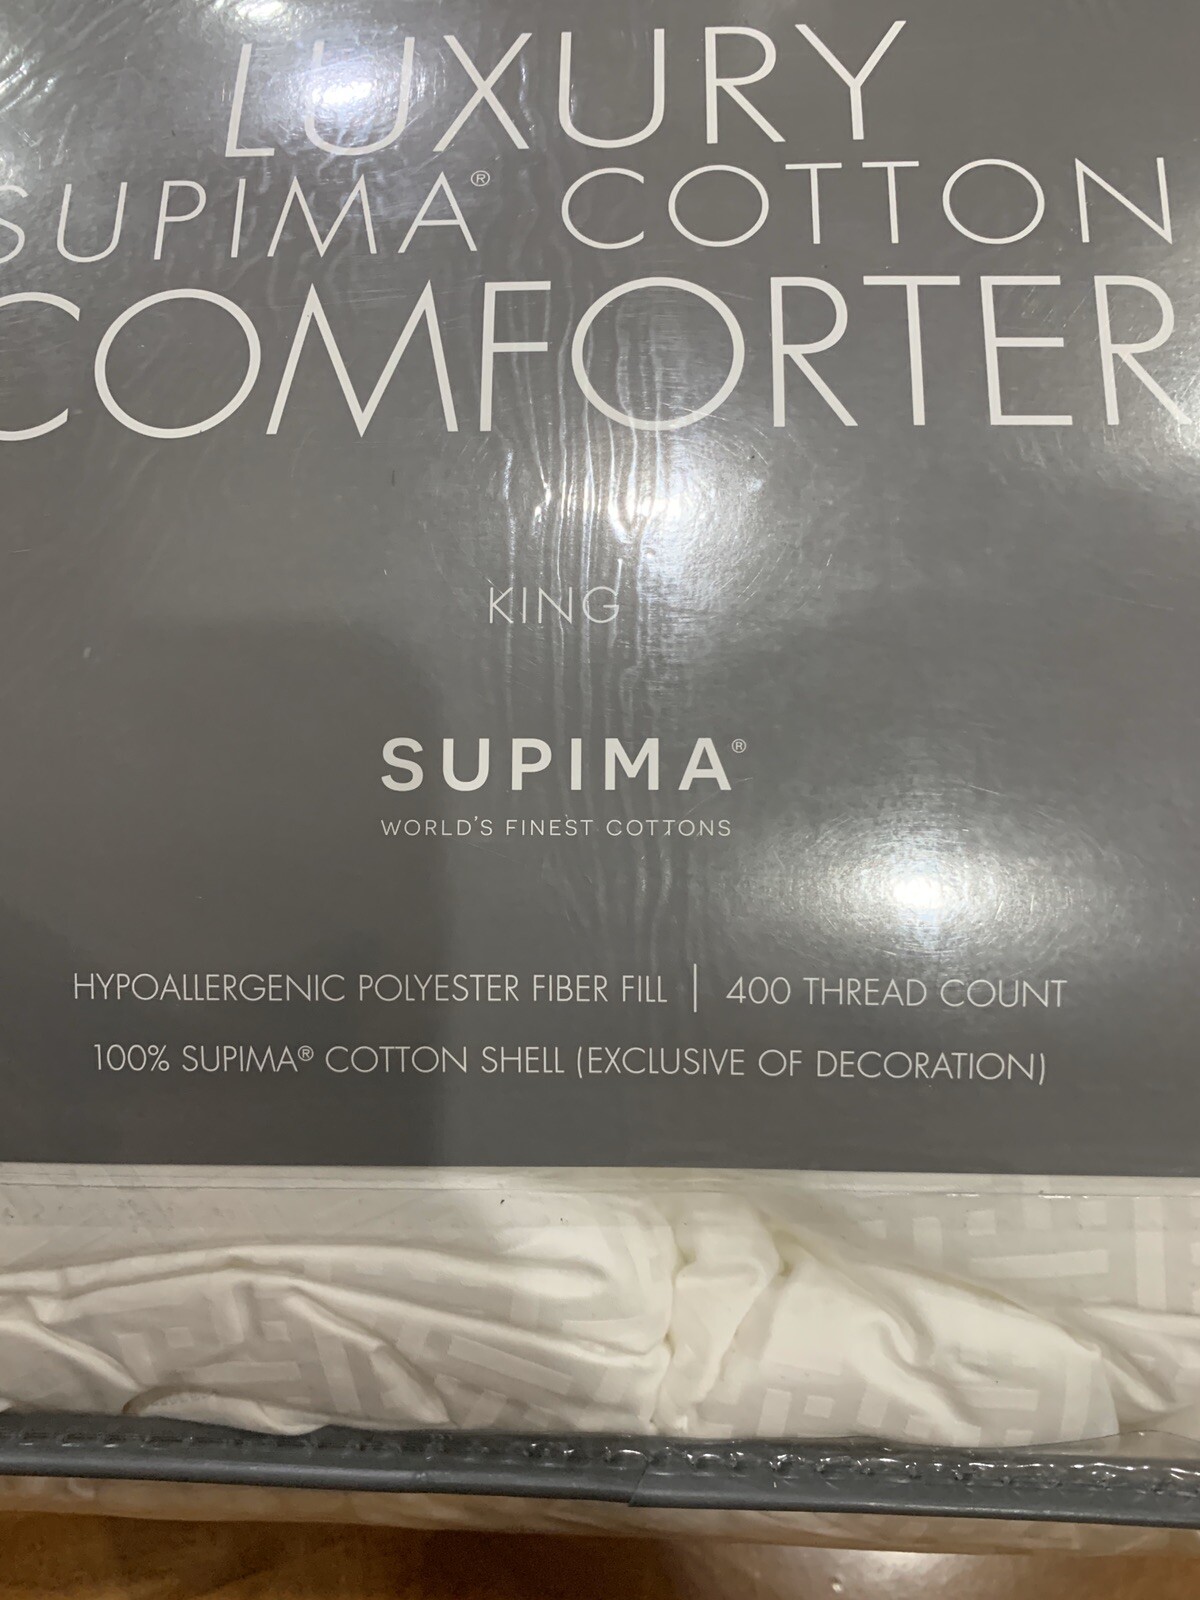 LUXURY
SUPIMA® COTTON
COMFORTER
KING
SUPIMA®
WORLD'S FINEST COTTONS
HYPOALLERGENIC POLYESTER FIBER FILL | 400 THREAD COUNT
100% SUPIMA® COTTON SHELL (EXCLUSIVE OF DECORATION)